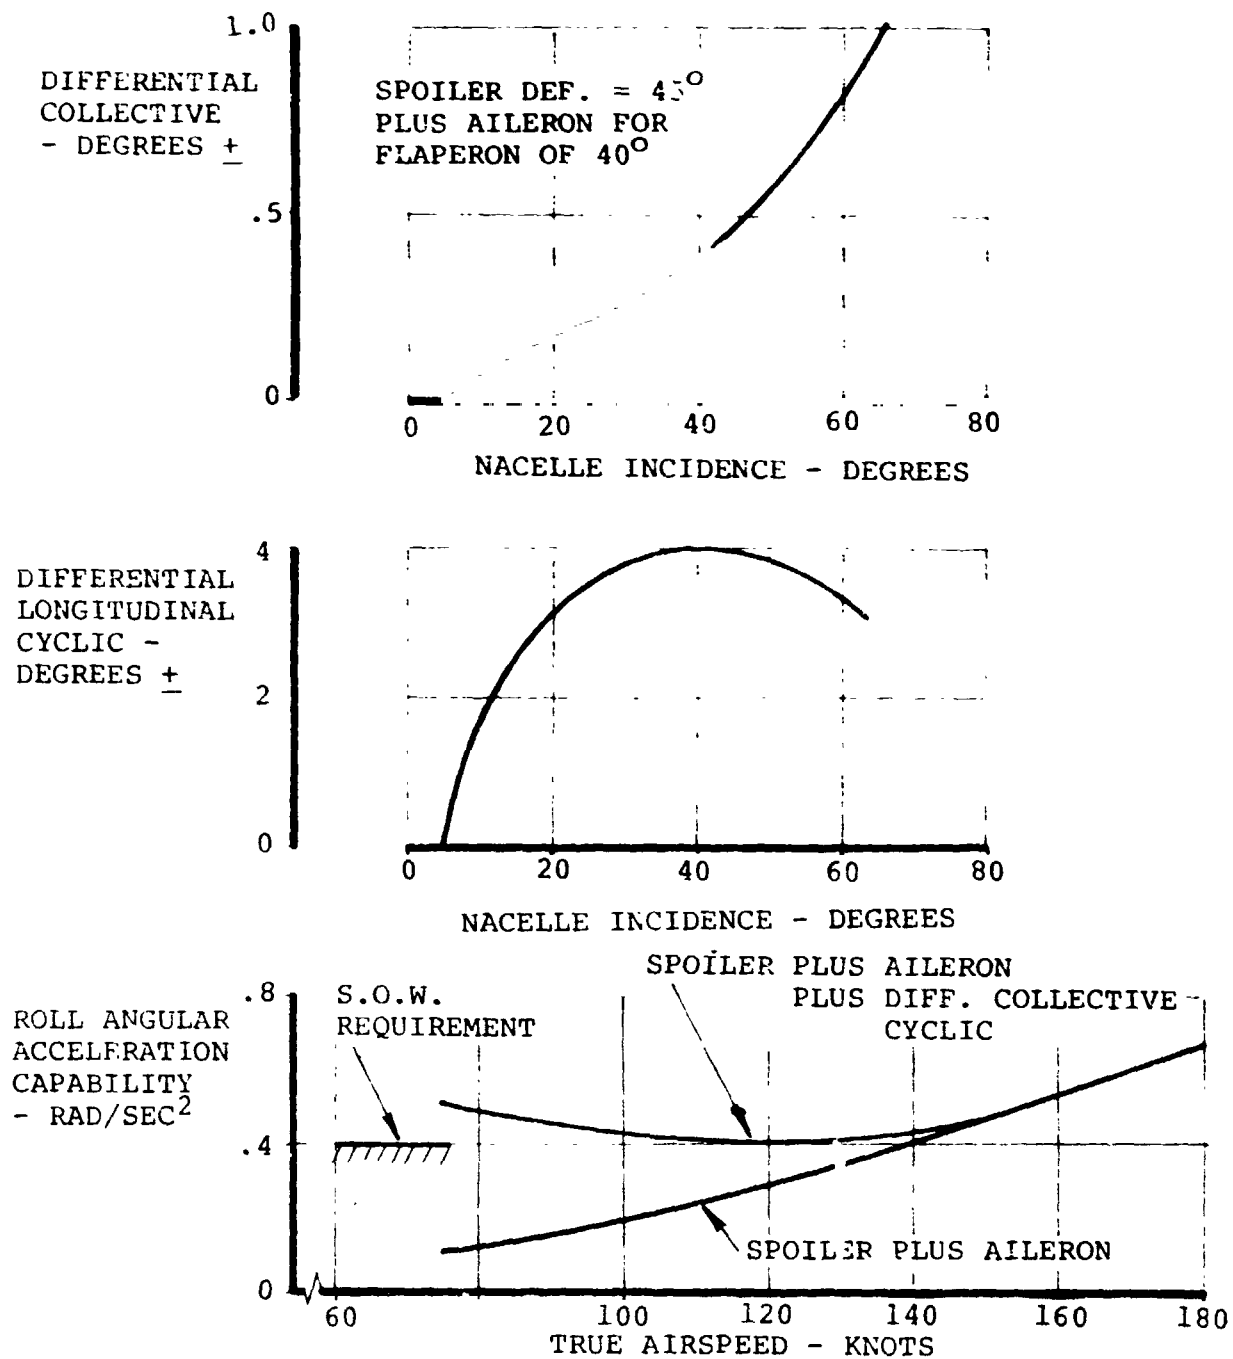 1.0
DIFFERENTIAL
COLLECTIVE
- DEGREES ±
SPOILER DEF. = 45°
PLUS AILERON FOR
FLAPERON OF 40°
.5
0
0 20 40 60 80
NACELLE INCIDENCE - DEGREES
4
DIFFERENTIAL
LONGITUDINAL
CYCLIC -
DEGREES ±
2
0
0 20 40 60 80
NACELLE INCIDENCE - DEGREES
SPOILER PLUS AILERON
PLUS DIFF. COLLECTIVE
CYCLIC
.8
S.O.W.
REQUIREMENT
ROLL ANGULAR
ACCELERATION
CAPABILITY
- RAD/SEC²
.4
SPOILER PLUS AILERON
0
60 100 120 140 160 180
TRUE AIRSPEED - KNOTS